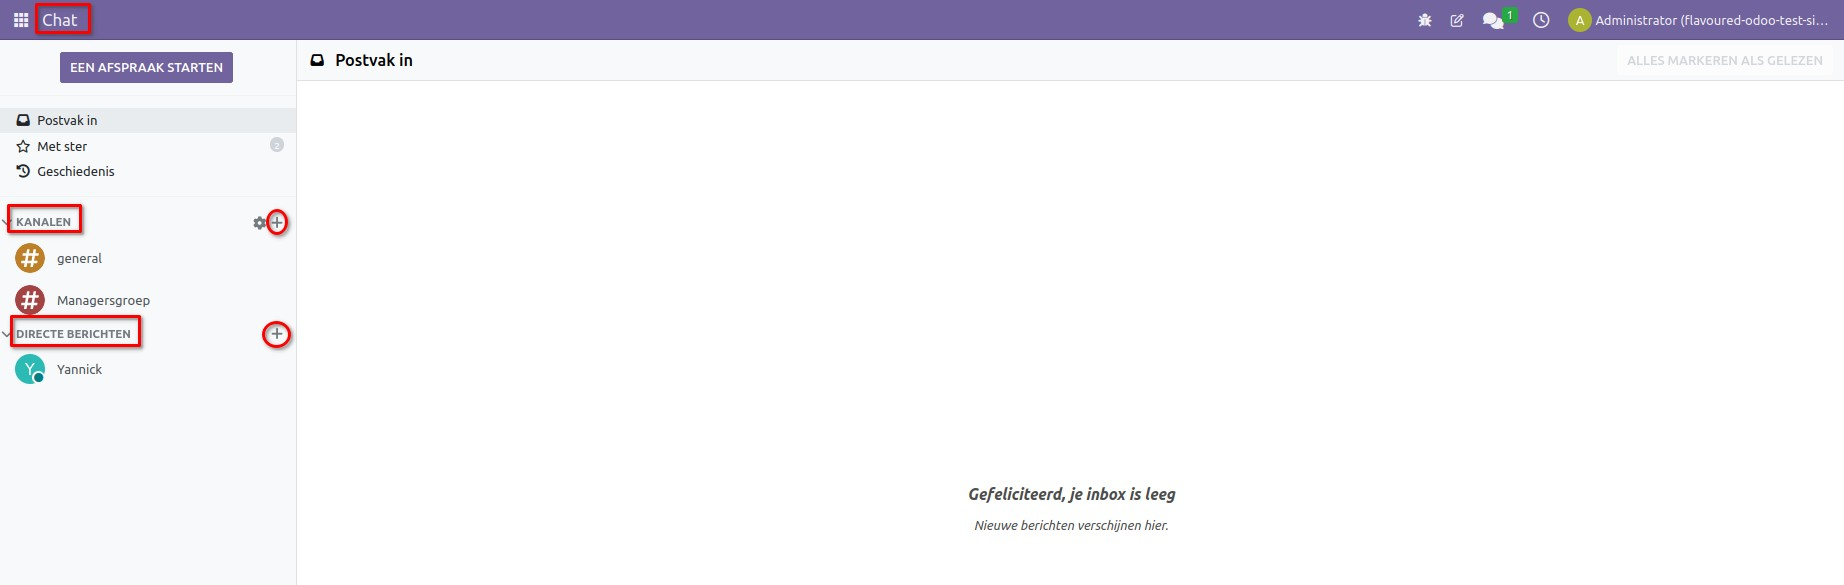 Chat
1
A
Administrator (flavoured-odoo-test-si...
EEN AFSPRAAK STARTEN
Postvak in
ALLES MARKEREN ALS GELEZEN
Postvak in
Met ster
2
Geschiedenis
KANALEN
# general
# Managersgroep
DIRECTE BERICHTEN
Y
Yannick
Gefeliciteerd, je inbox is leeg
Nieuwe berichten verschijnen hier.